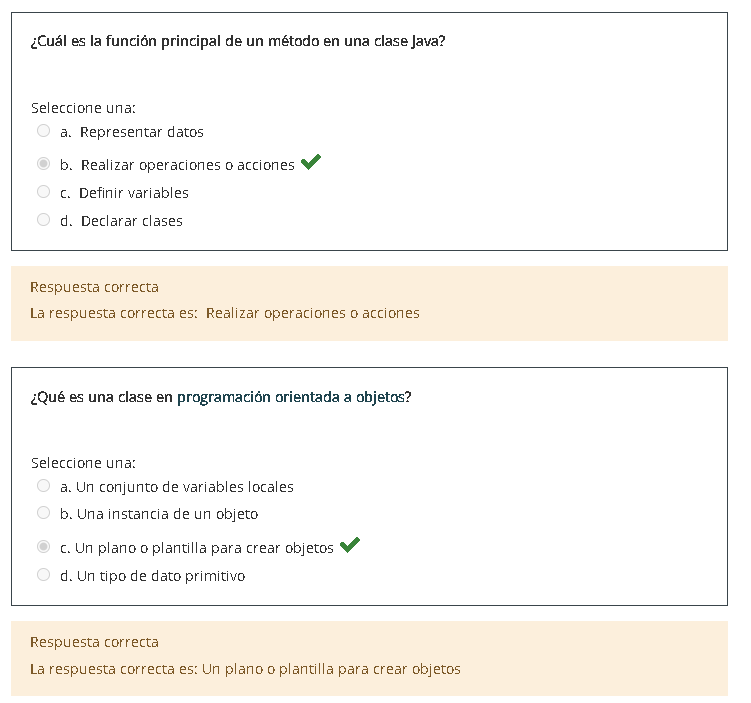 ¿Cuál es la función principal de un método en una clase Java?
Seleccione una:
a. Representar datos
b. Realizar operaciones o acciones
c. Definir variables
d. Declarar clases
Respuesta correcta
La respuesta correcta es: Realizar operaciones o acciones
¿Qué es una clase en programación orientada a objetos?
Seleccione una:
a. Un conjunto de variables locales
b. Una instancia de un objeto
c. Un plano o plantilla para crear objetos
d. Un tipo de dato primitivo
Respuesta correcta
La respuesta correcta es: Un plano o plantilla para crear objetos